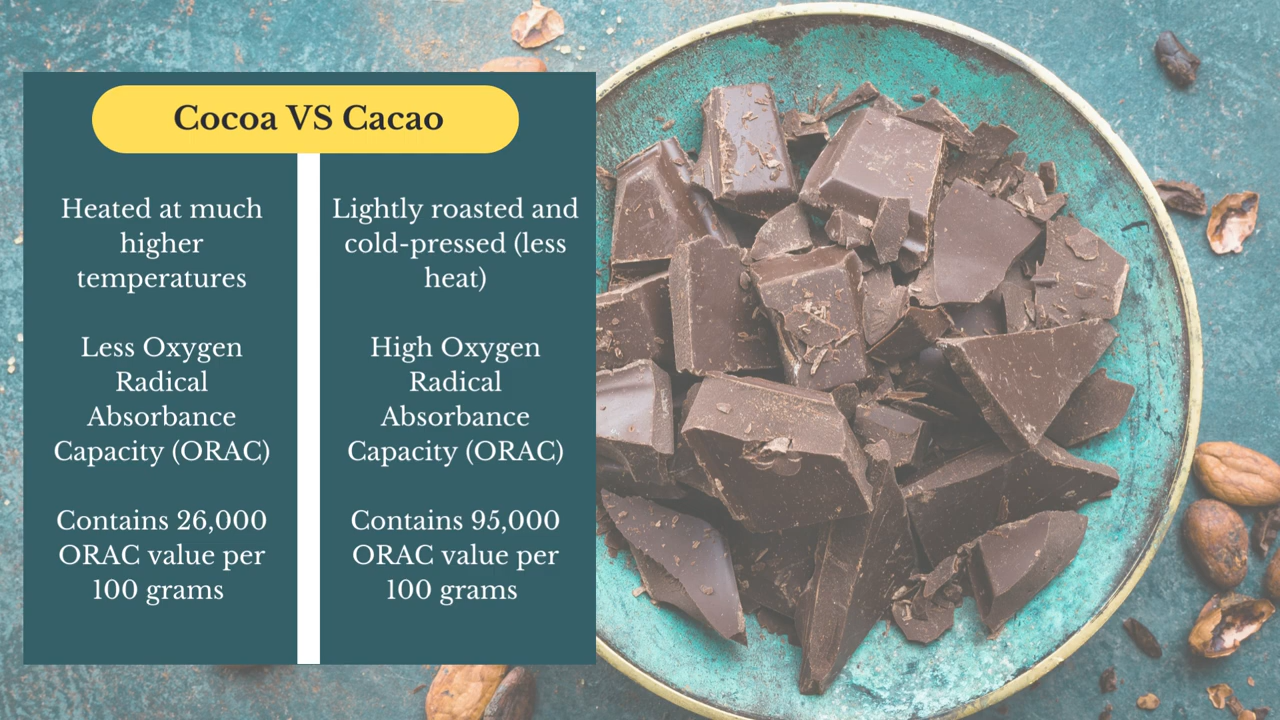 Cocoa VS Cacao
Heated at much
higher
temperatures
Less Oxygen
Radical
Absorbance
Capacity (ORAC)
Contains 26,000
ORAC value per
100 grams
Lightly roasted and
cold-pressed (less
heat)
High Oxygen
Radical
Absorbance
Capacity (ORAC)
Contains 95,000
ORAC value per
100 grams